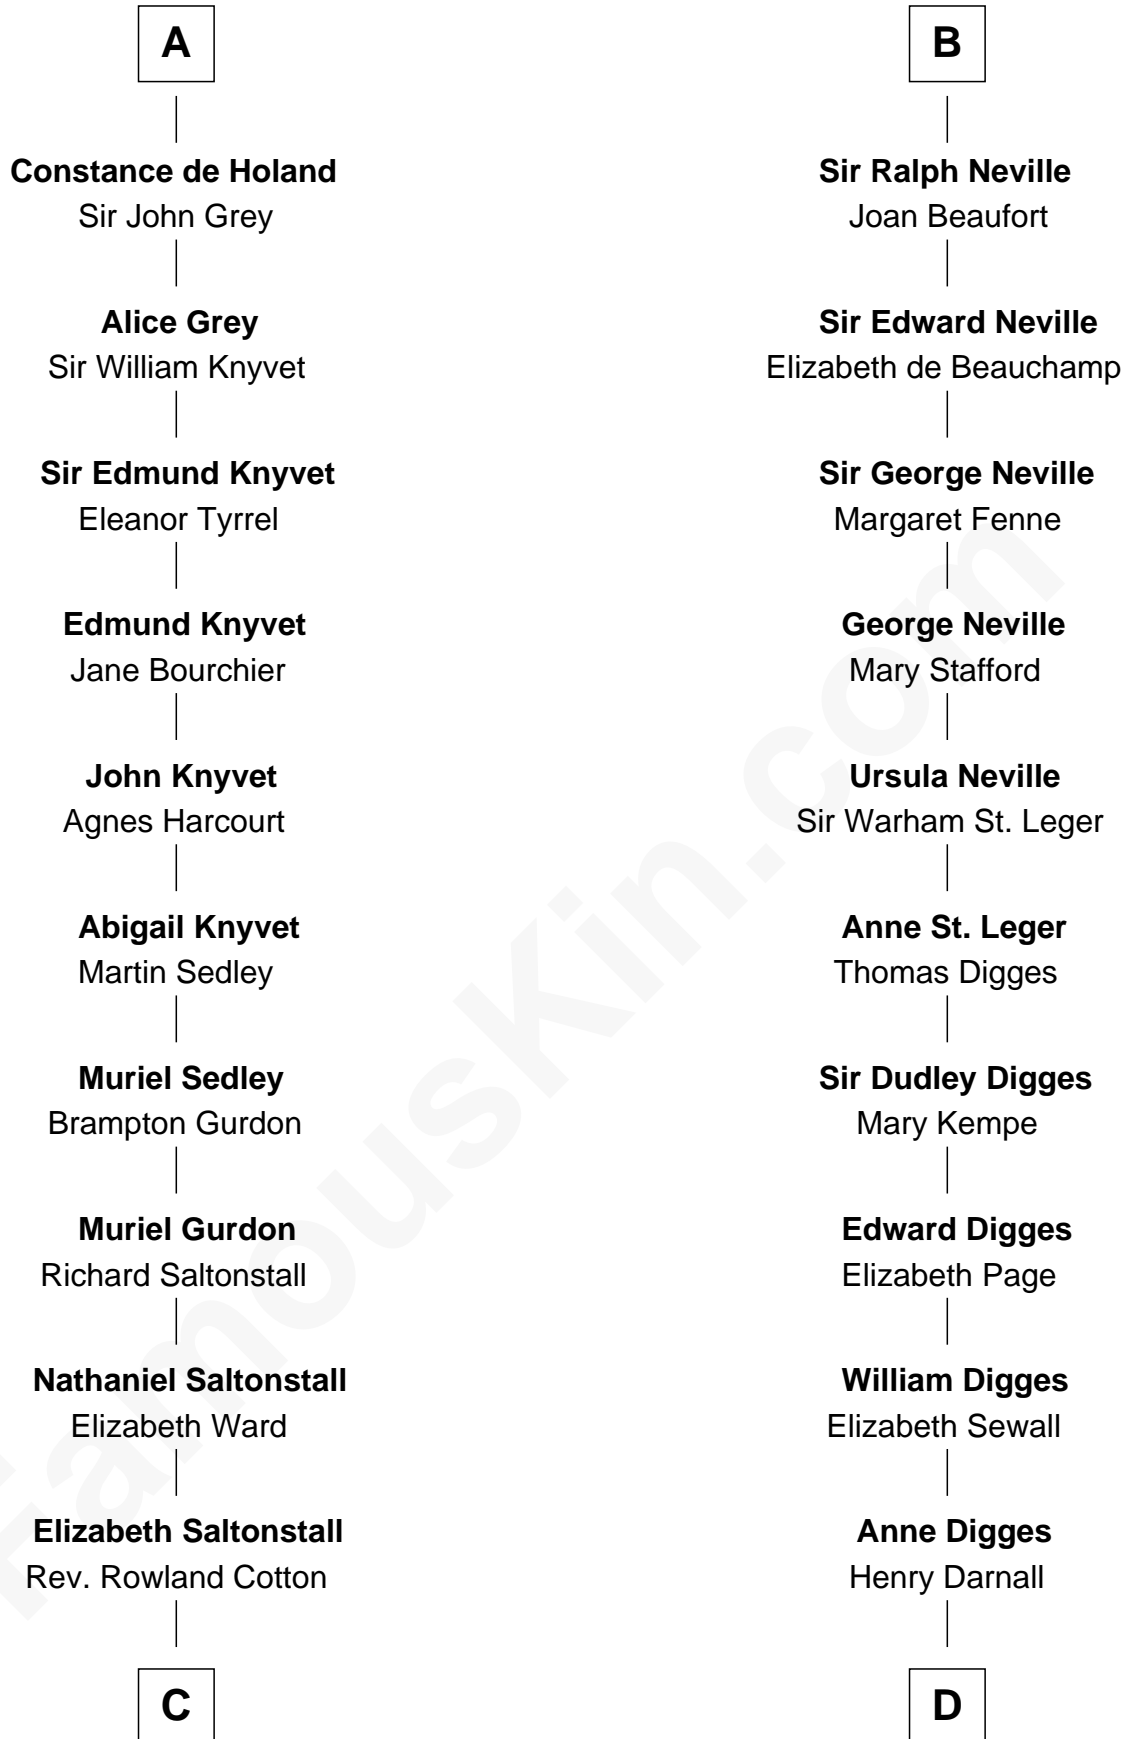 A
Constance de Holand
Sir John Grey
Alice Grey
Sir William Knyvet
Sir Edmund Knyvet
Eleanor Tyrrel
Edmund Knyvet
Jane Bourchier
John Knyvet
Agnes Harcourt
Abigail Knyvet
Martin Sedley
Muriel Sedley
Brampton Gurdon
Muriel Gurdon
Richard Saltonstall
Nathaniel Saltonstall
Elizabeth Ward
Elizabeth Saltonstall
Rev. Rowland Cotton
C
B
Sir Ralph Neville
Joan Beaufort
Sir Edward Neville
Elizabeth de Beauchamp
Sir George Neville
Margaret Fenne
George Neville
Mary Stafford
Ursula Neville
Sir Warham St. Leger
Anne St. Leger
Thomas Digges
Sir Dudley Digges
Mary Kempe
Edward Digges
Elizabeth Page
William Digges
Elizabeth Sewall
Anne Digges
Henry Darnall
D
FamousKin.com